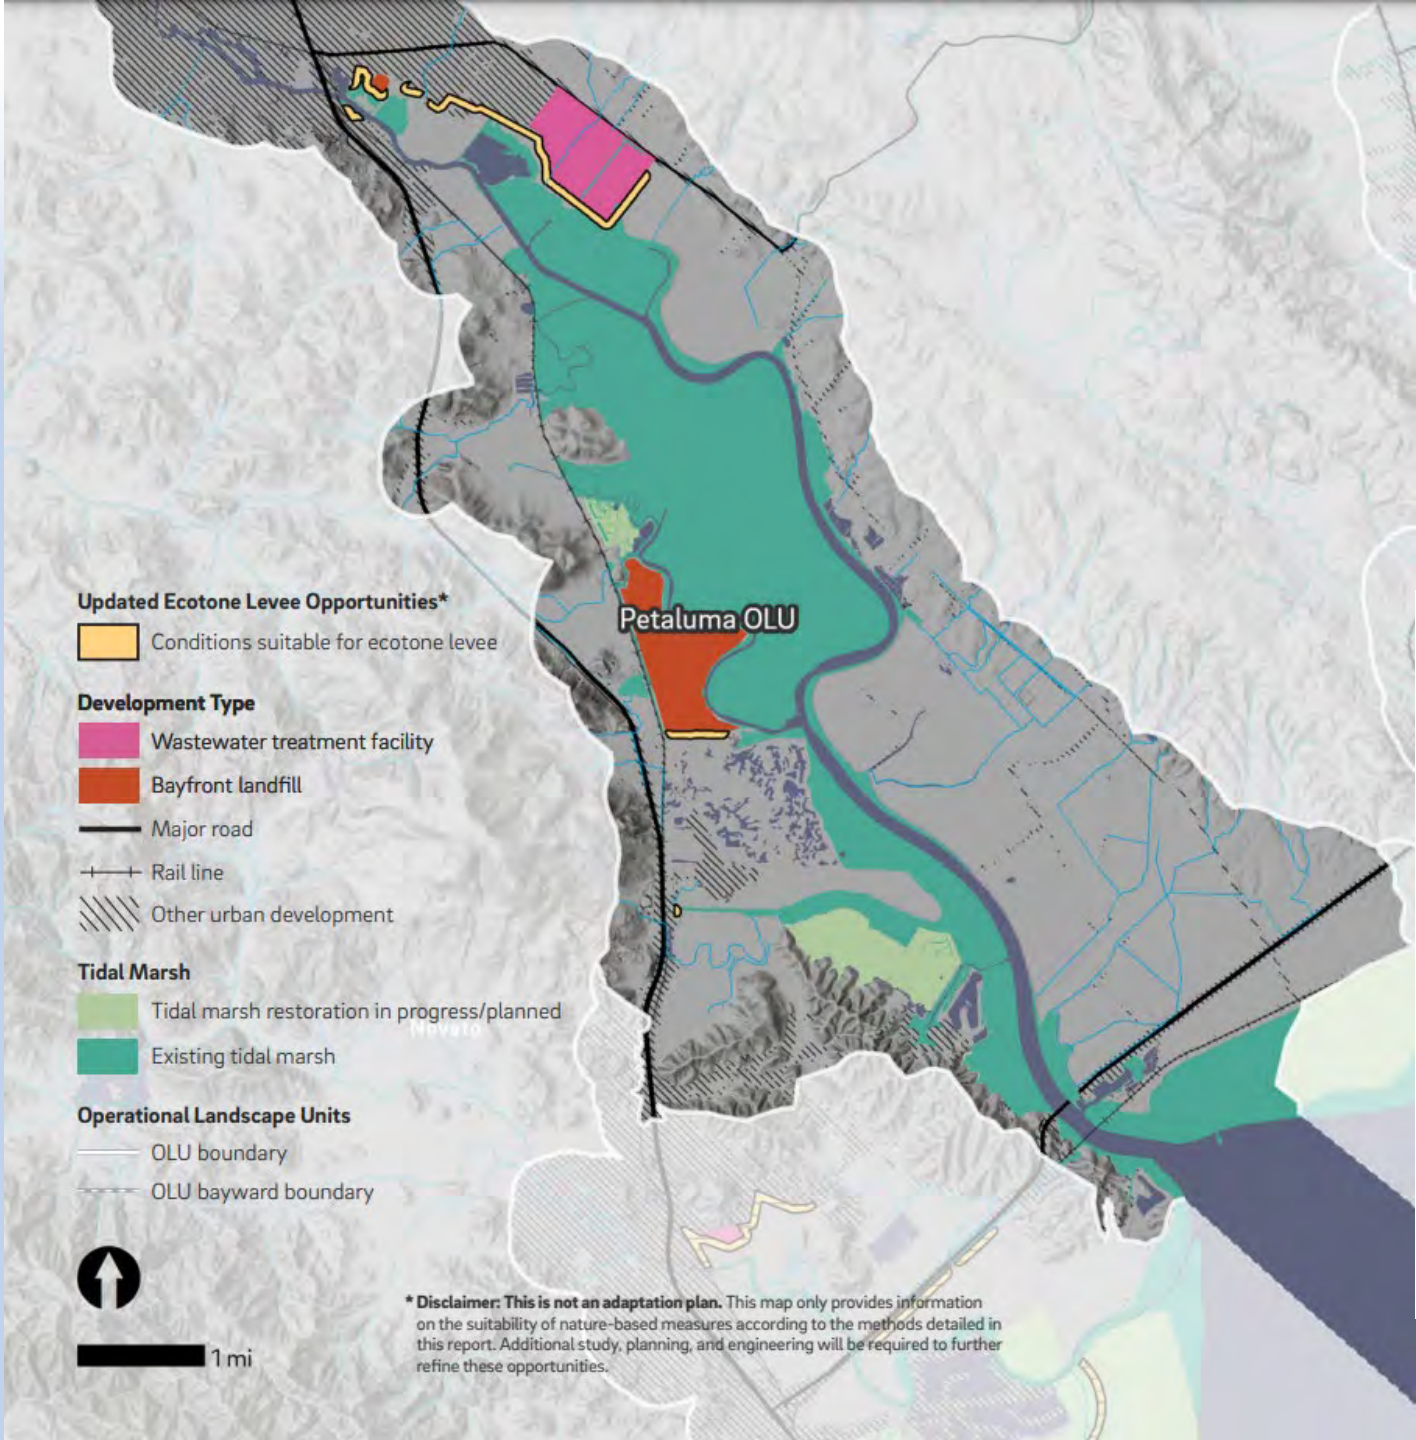 Petaluma OLU
Updated Ecotone Levee Opportunities*
Conditions suitable for ecotone levee
Development Type
Wastewater treatment facility
Bayfront landfill
Major road
Rail line
Other urban development
Tidal Marsh
Tidal marsh restoration in progress/planned
Novato
Existing tidal marsh
Operational Landscape Units
OLU boundary
OLU bayward boundary
1 mi
* Disclaimer: This is not an adaptation plan. This map only provides information
on the suitability of nature-based measures according to the methods detailed in
this report. Additional study, planning, and engineering will be required to further
refine these opportunities.